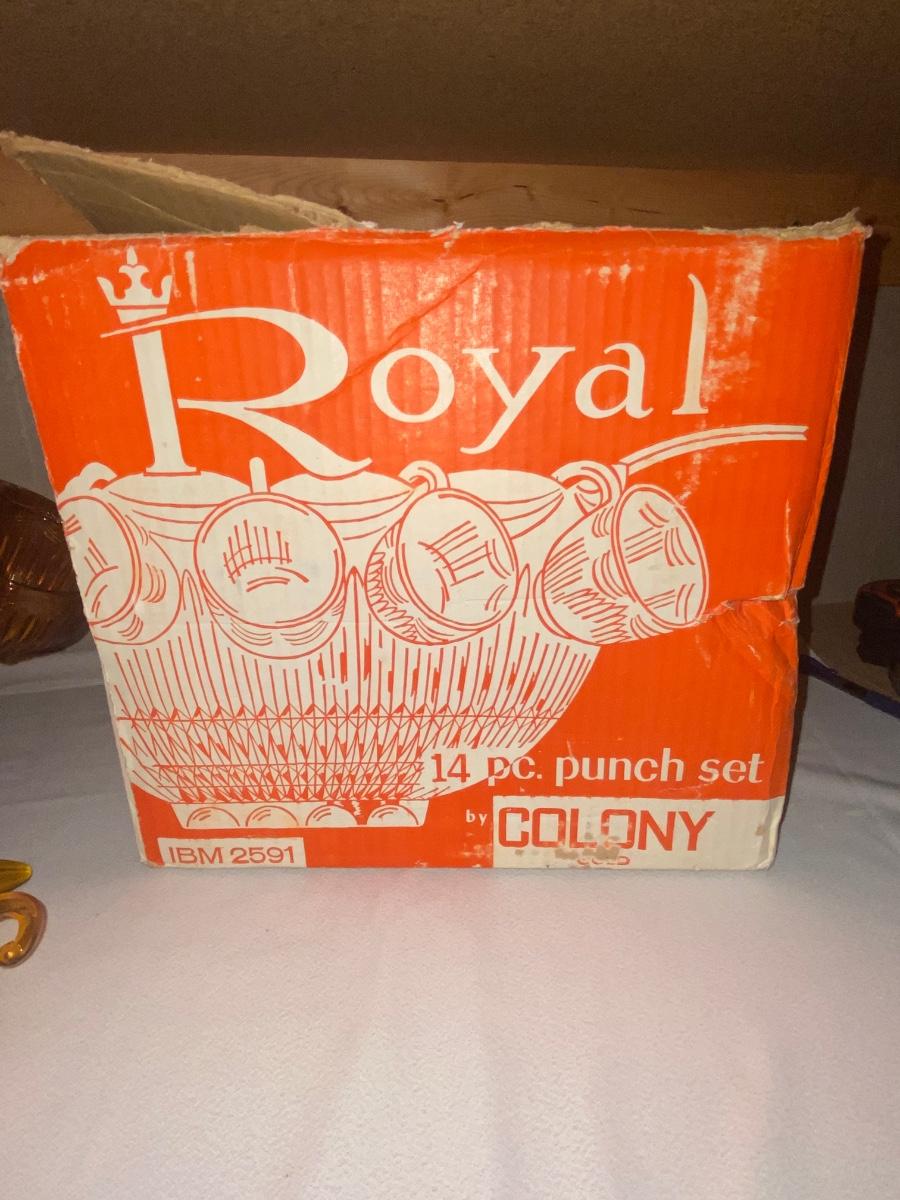 Royal
14 pc. punch set
by COLONY
IBM 2591